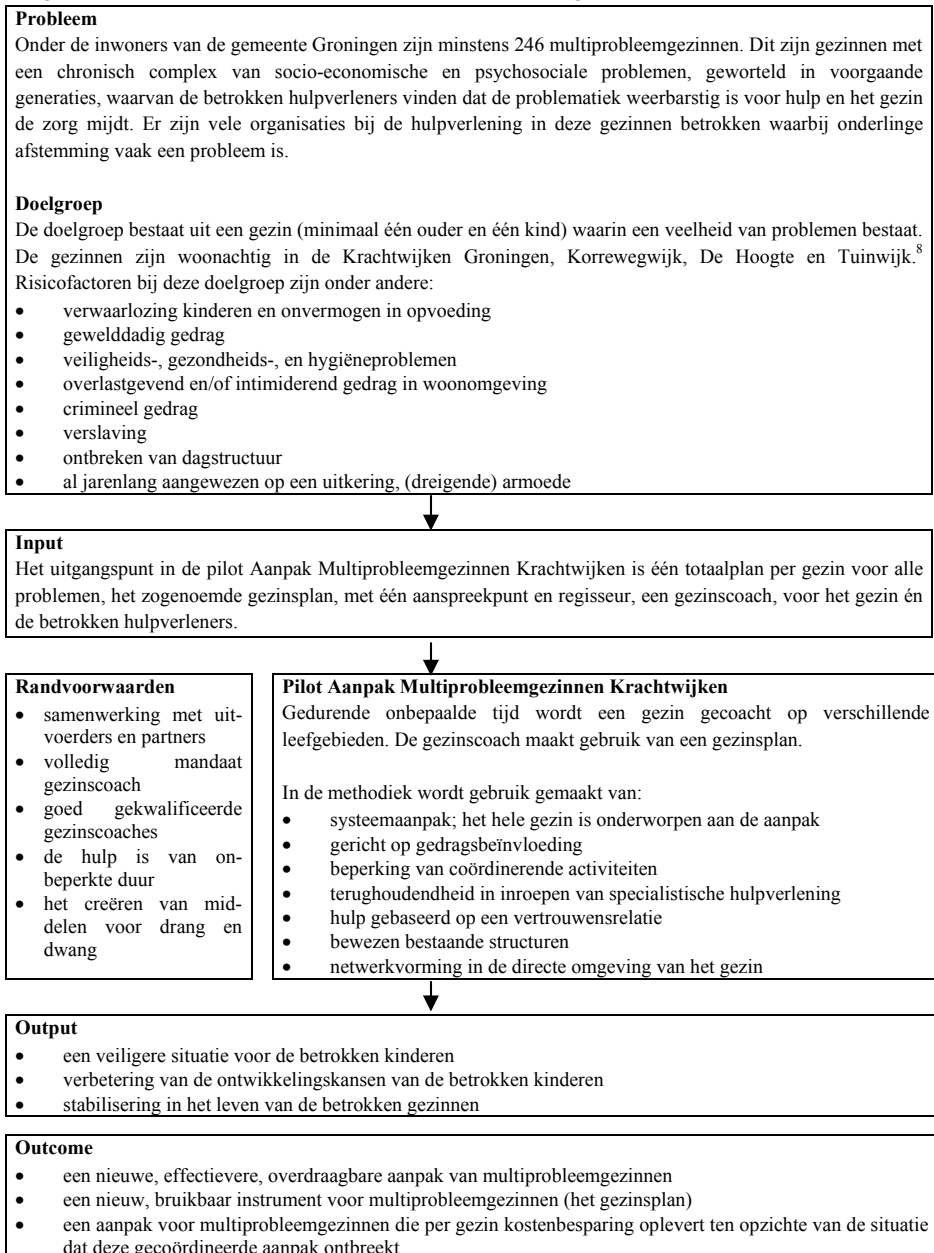 Probleem
Onder de inwoners van de gemeente Groningen zijn minstens 246 multiprobleemgezinnen. Dit zijn gezinnen met
een chronisch complex van socio-economische en psychosociale problemen, geworteld in voorgaande
generaties, waarvan de betrokken hulpverleners vinden dat de problematiek weerbarstig is voor hulp en het gezin
de zorg mijdt. Er zijn vele organisaties bij de hulpverlening in deze gezinnen betrokken waarbij onderlinge
afstemming vaak een probleem is.
Doelgroep
De doelgroep bestaat uit een gezin (minimaal één ouder en één kind) waarin een veelheid van problemen bestaat.
De gezinnen zijn woonachtig in de Krachtwijken Groningen, Korrewegwijk, De Hoogte en Tuinwijk.⁸
Risicofactoren bij deze doelgroep zijn onder andere:
• verwaarlozing kinderen en onvermogen in opvoeding
• gewelddadig gedrag
• veiligheids-, gezondheids-, en hygiëneproblemen
• overlastgevend en/of intimiderend gedrag in woonomgeving
• crimineel gedrag
• verslaving
• ontbreken van dagstructuur
• al jarenlang aangewezen op een uitkering, (dreigende) armoede
Input
Het uitgangspunt in de pilot Aanpak Multiprobleemgezinnen Krachtwijken is één totaalplan per gezin voor alle
problemen, het zogenoemde gezinsplan, met één aanspreekpunt en regisseur, een gezinscoach, voor het gezin én
de betrokken hulpverleners.
Randvoorwaarden
• samenwerking met uit-
voerders en partners
• volledig mandaat
gezinscoach
• goed gekwalificeerde
gezinscoaches
• de hulp is van on-
beperkte duur
• het creëren van mid-
delen voor drang en
dwang
Pilot Aanpak Multiprobleemgezinnen Krachtwijken
Gedurende onbepaalde tijd wordt een gezin gecoacht op verschillende
leefgebieden. De gezinscoach maakt gebruik van een gezinsplan.
In de methodiek wordt gebruik gemaakt van:
• systeemaanpak; het hele gezin is onderworpen aan de aanpak
• gericht op gedragsbeïnvloeding
• beperking van coördinerende activiteiten
• terughoudendheid in inroepen van specialistische hulpverlening
• hulp gebaseerd op een vertrouwensrelatie
• bewezen bestaande structuren
• netwerkvorming in de directe omgeving van het gezin
Output
• een veiligere situatie voor de betrokken kinderen
• verbetering van de ontwikkelingskansen van de betrokken kinderen
• stabilisering in het leven van de betrokken gezinnen
Outcome
• een nieuwe, effectievere, overdraagbare aanpak van multiprobleemgezinnen
• een nieuw, bruikbaar instrument voor multiprobleemgezinnen (het gezinsplan)
• een aanpak voor multiprobleemgezinnen die per gezin kostenbesparing oplevert ten opzichte van de situatie
dat deze gecoördineerde aanpak ontbreekt